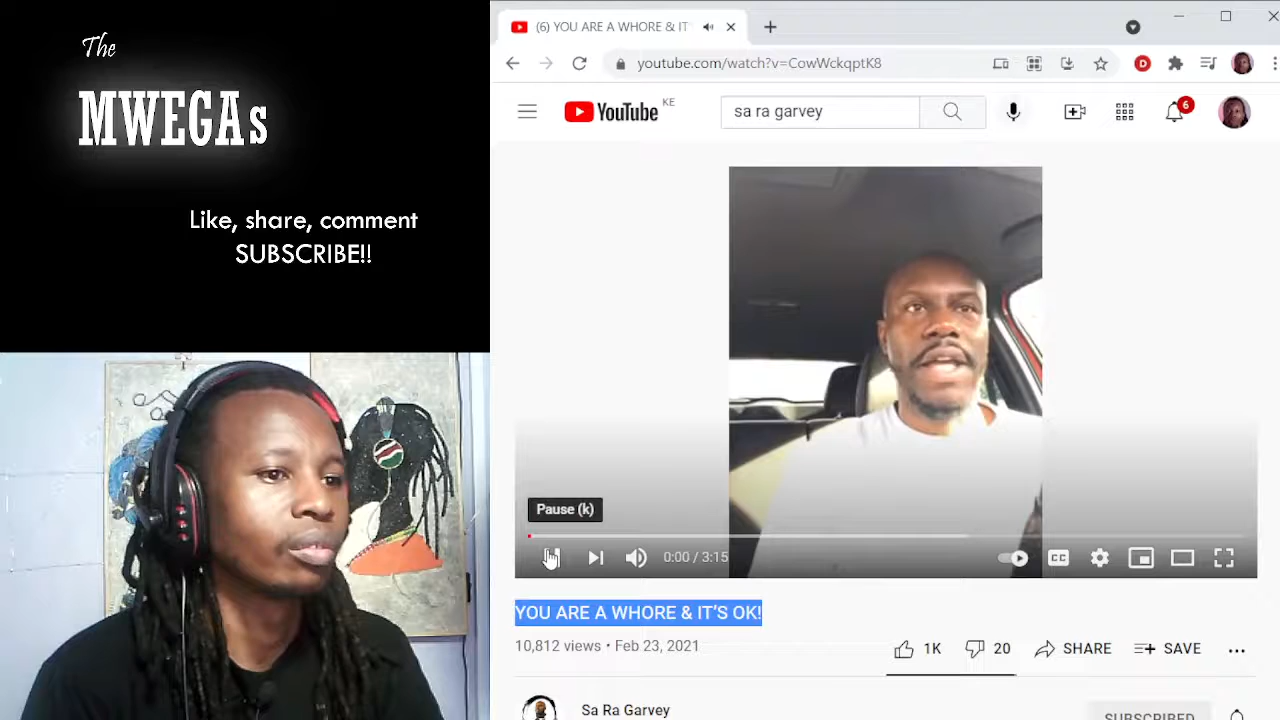 The
MWEGAs
Like, share, comment
SUBSCRIBE!!
(6) YOU ARE A WHORE & IT'
youtube.com/watch?v=CowWckqptK8
D
YouTube KE
sa ra garvey
6
Pause (k)
0:00 / 3:15
CC
YOU ARE A WHORE & IT'S OK!
10,812 views • Feb 23, 2021
1K
20
SHARE
SAVE
Sa Ra Garvey
SUBSCRIBED